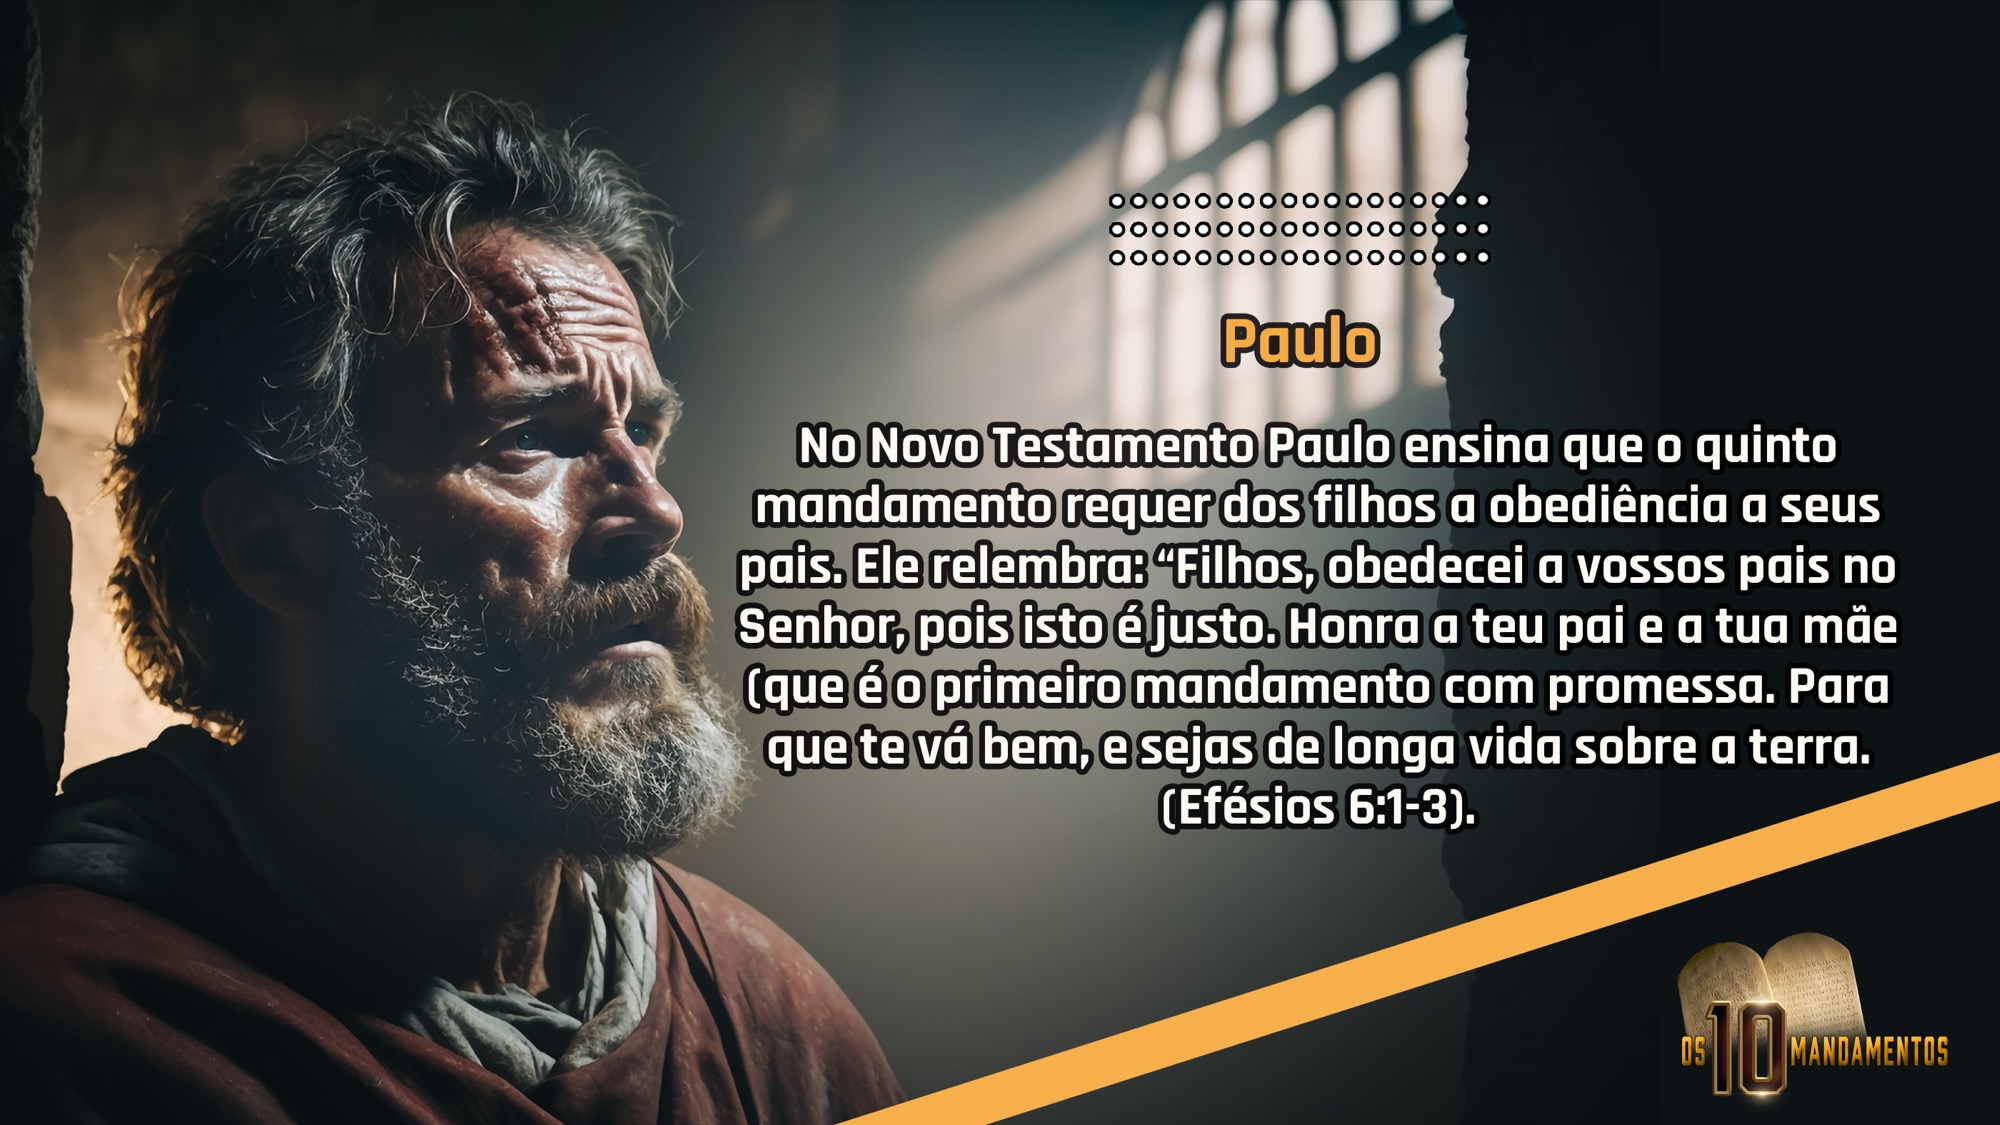 Paulo
No Novo Testamento Paulo ensina que o quinto
mandamento requer dos filhos a obediência a seus
pais. Ele relembra: “Filhos, obedecei a vossos pais no
Senhor, pois isto é justo. Honra a teu pai e a tua mãe
(que é o primeiro mandamento com promessa. Para
que te vá bem, e sejas de longa vida sobre a terra.
(Efésios 6:1-3).
OS 10 MANDAMENTOS